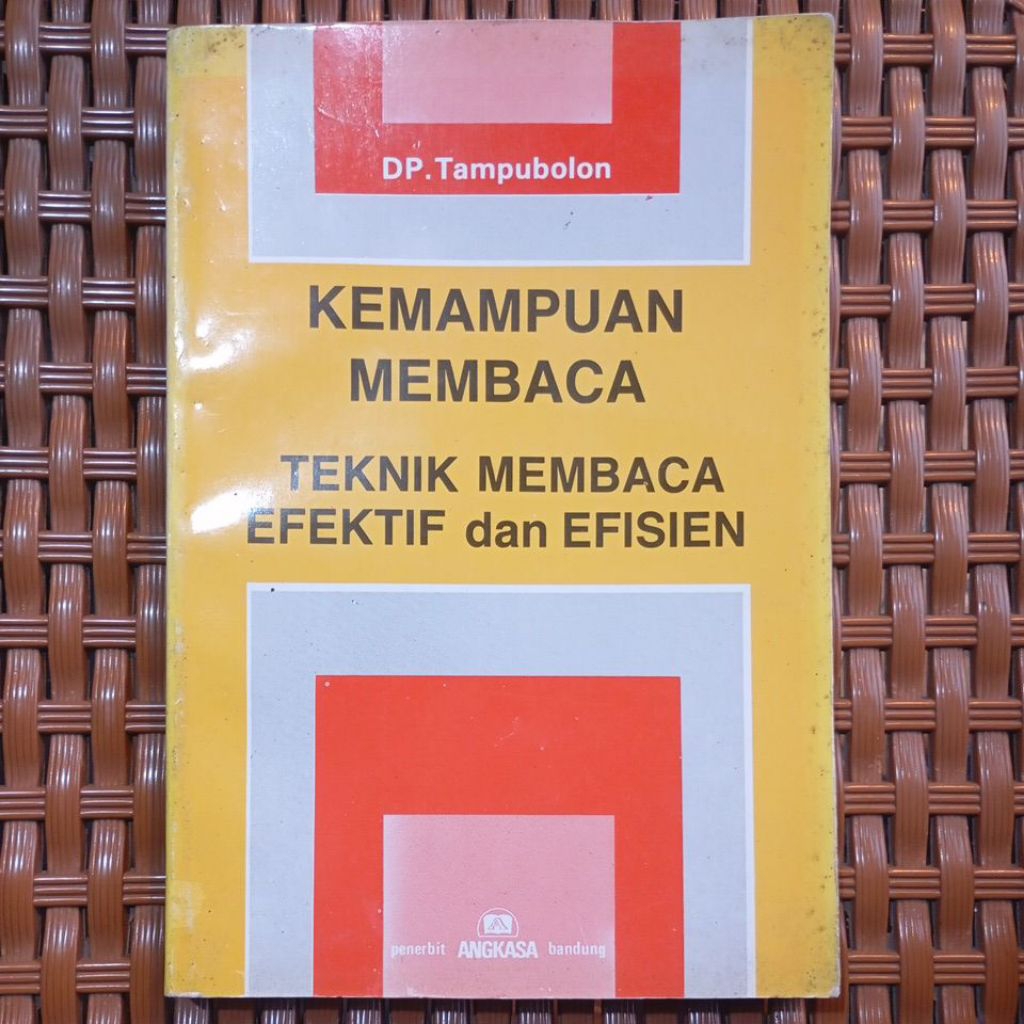 DP. Tampubolon
KEMAMPUAN
MEMBACA
TEKNIK MEMBACA
EFEKTIF dan EFISIEN
penerbit ANGKASA bandung